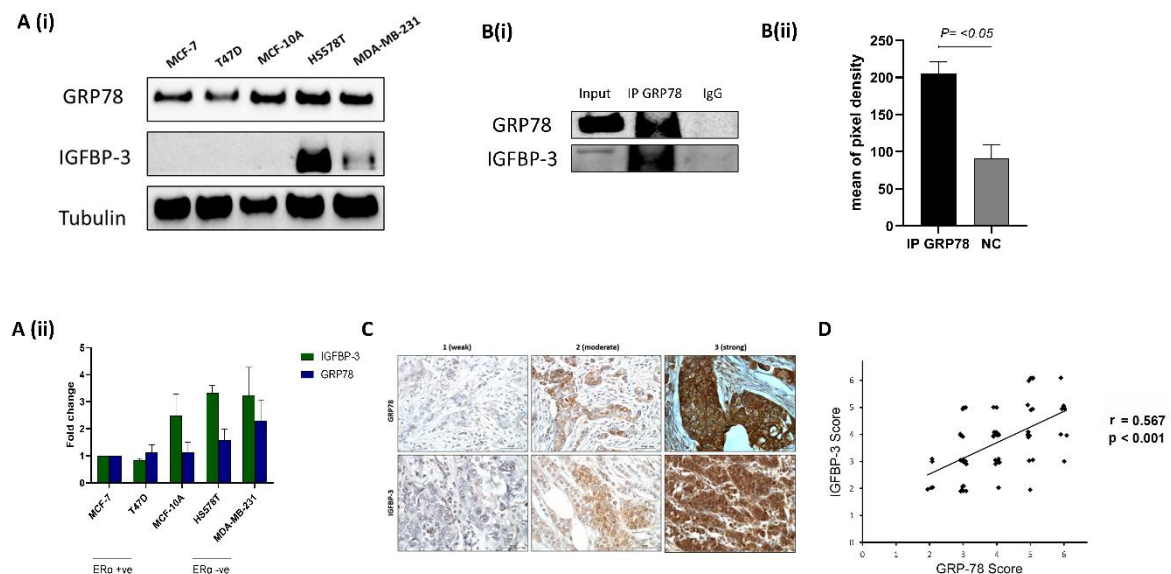 A (i)
MCF-7
T47D
MCF-10A
HS578T
MDA-MB-231
GRP78
IGFBP-3
Tubulin
B(i)
Input IP GRP78 IgG
GRP78
IGFBP-3
B(ii)
P= <0.05
mean of pixel density
250
200
150
100
50
0
IP GRP78 NC
A (ii)
Fold change
5
4
3
2
1
0
IGFBP-3
GRP78
MCF-7
T47D
MCF-10A
HS578T
MDA-MB-231
ERα +ve ERα -ve
C
1 (weak) 2 (moderate) 3 (strong)
GRP78
IGFBP-3
D
IGFBP-3 Score
6
5
4
3
2
1
0
0 1 2 3 4 5 6
GRP-78 Score
r = 0.567
p < 0.001